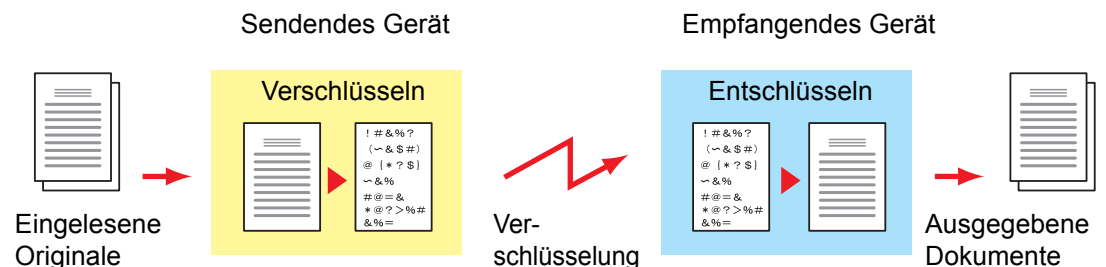 Sendendes Gerät
Empfangendes Gerät
Verschlüsseln
Entschlüsseln
!#&%?
(∽&$#)
@{*?$}
∽&%
#@=&
*@?>%#
&%=
!#&%?
(∽&$#)
@{*?$}
∽&%
#@=&
*@?>%#
&%=
Eingelesene
Originale
Ver-
schlüsselung
Ausgegebene
Dokumente